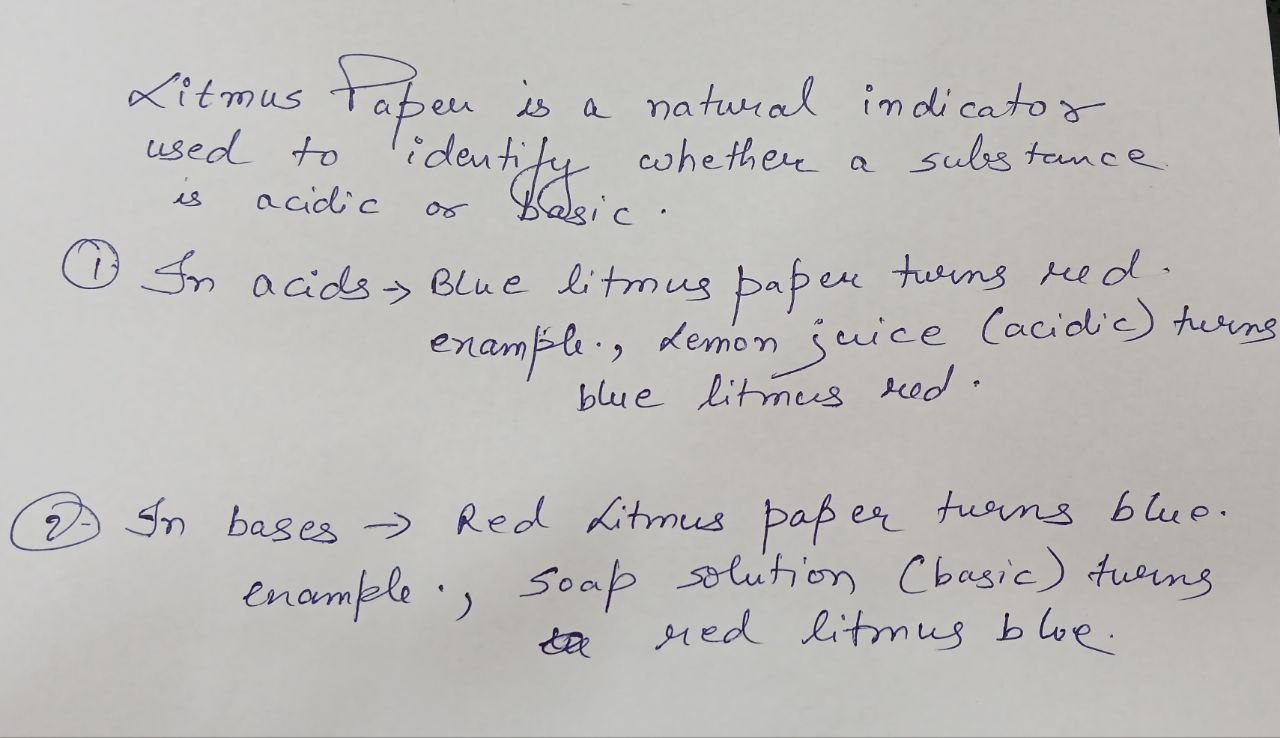 Litmus Paper is a natural indicator
used to identify whether a substance
is acidic or basic.
① In acids → Blue litmus paper turns red.
example., Lemon juice (acidic) turns
blue litmus red.
② In bases → Red Litmus paper turns blue.
example., Soap solution (basic) turns
red litmus blue.